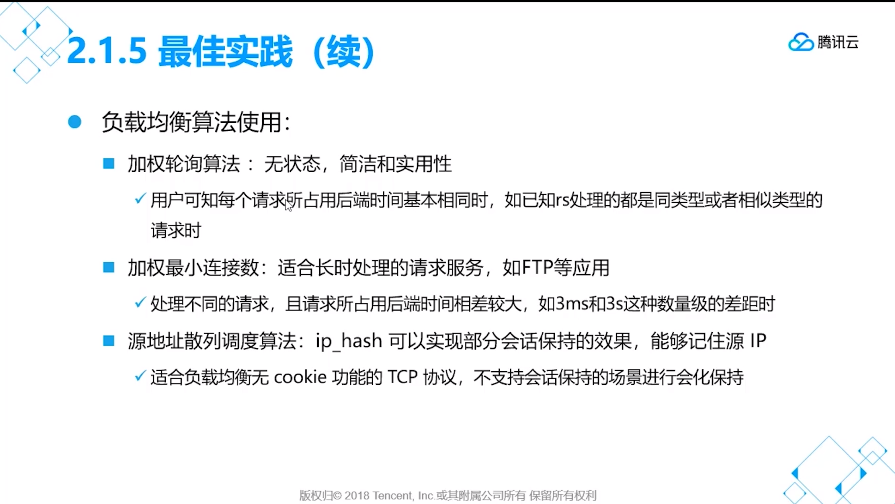 2.1.5 最佳实践（续）
腾讯云
负载均衡算法使用：
加权轮询算法 ：无状态，简洁和实用性
用户可知每个请求所占用后端时间基本相同时，如已知rs处理的都是同类型或者相似类型的
请求时
加权最小连接数：适合长时处理的请求服务，如FTP等应用
处理不同的请求，且请求所占用后端时间相差较大，如3ms和3s这种数量级的差距时
源地址散列调度算法：ip_hash 可以实现部分会话保持的效果，能够记住源 IP
适合负载均衡无 cookie 功能的 TCP 协议，不支持会话保持的场景进行会化保持
版权归© 2018 Tencent, Inc.或其附属公司所有 保留所有权利